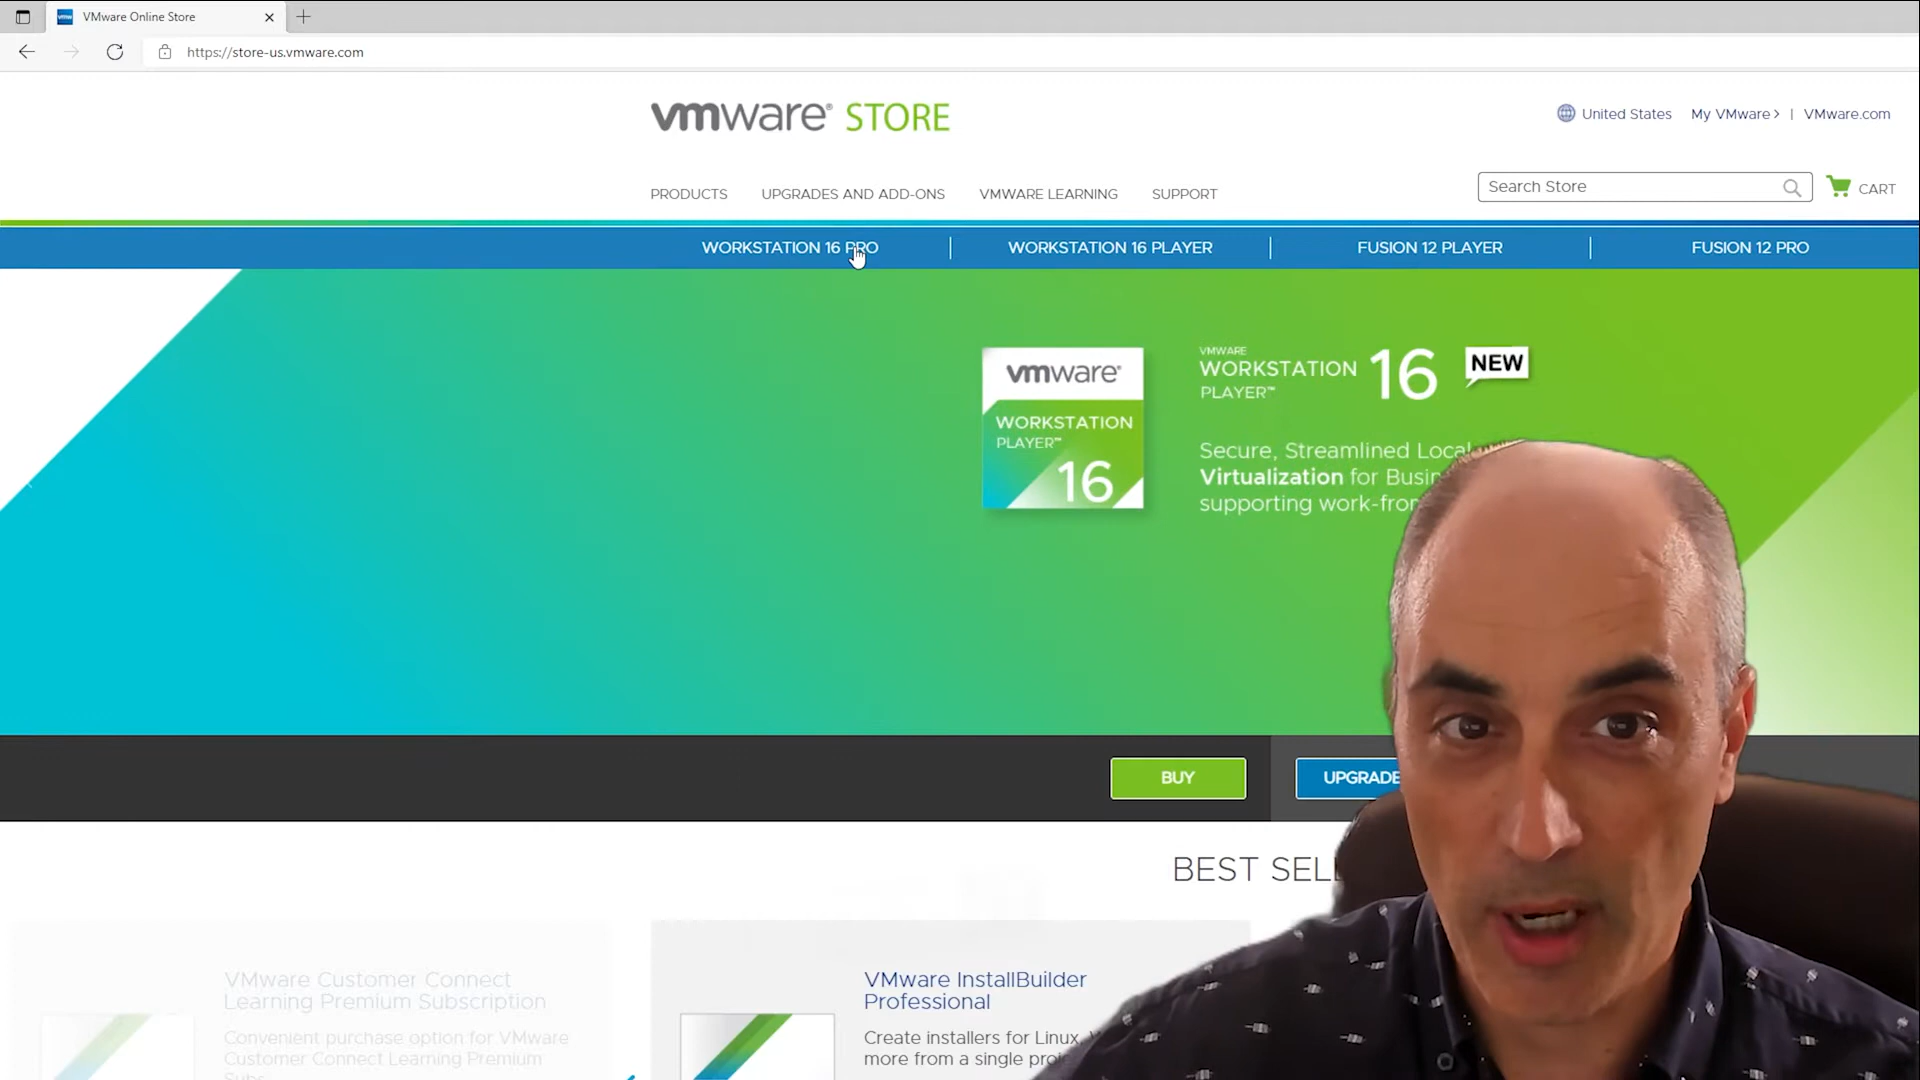 VMware Online Store
https://store-us.vmware.com
vmware® STORE
United States My VMware > | VMware.com
PRODUCTS UPGRADES AND ADD-ONS VMWARE LEARNING SUPPORT
Search Store
CART
WORKSTATION 16 PRO WORKSTATION 16 PLAYER FUSION 12 PLAYER FUSION 12 PRO
vmware®
WORKSTATION
PLAYER™
16
VMWARE
WORKSTATION
PLAYER™
16
NEW
Secure, Streamlined Local
Virtualization for
supporting
BUY
UPGRADE
BEST
VMware Customer Connect
Learning Premium Subscription
Convenient purchase option for VMware
Customer Connect Learning Premium
Subs
VMware InstallBuilder
Professional
Create installers for Linux,
more from a single